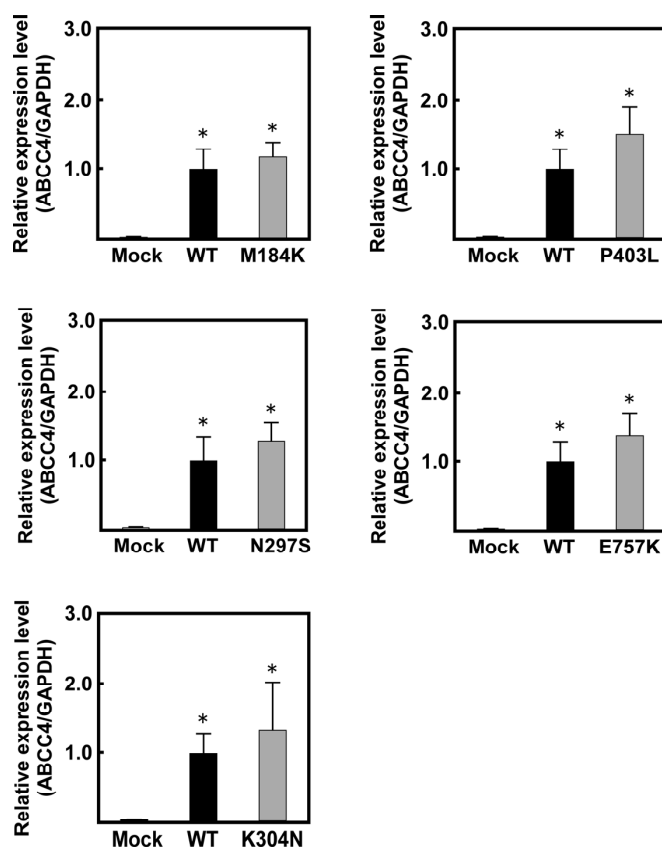 Relative expression level
(ABCC4/GAPDH)
3.0
2.0
1.0
* *
Mock WT M184K
Relative expression level
(ABCC4/GAPDH)
3.0
2.0
1.0
* *
Mock WT P403L
Relative expression level
(ABCC4/GAPDH)
3.0
2.0
1.0
* *
Mock WT N297S
Relative expression level
(ABCC4/GAPDH)
3.0
2.0
1.0
* *
Mock WT E757K
Relative expression level
(ABCC4/GAPDH)
3.0
2.0
1.0
* *
Mock WT K304N